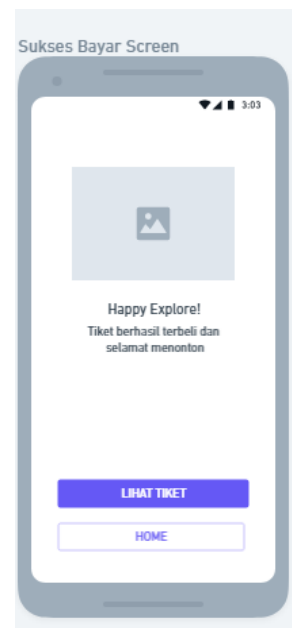 Sukses Bayar Screen
3:03
Happy Explore!
Tiket berhasil terbeli dan
selamat menonton
LIHAT TIKET
HOME